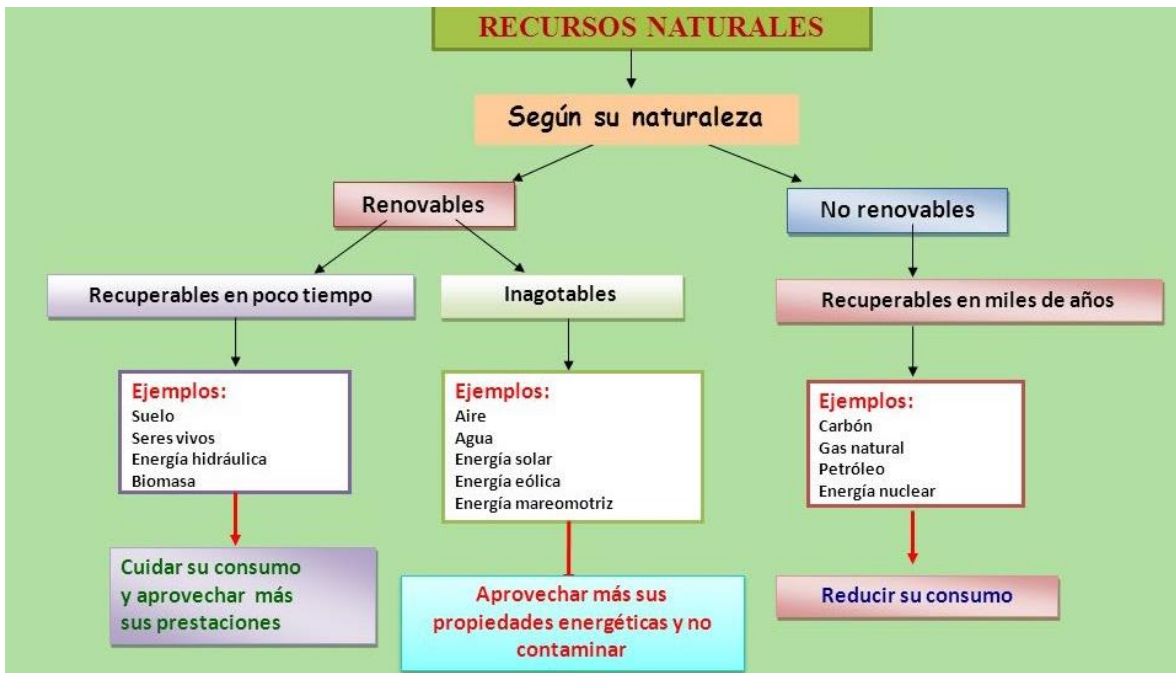 RECURSOS NATURALES
Según su naturaleza
Renovables
No renovables
Recuperables en poco tiempo
Inagotables
Recuperables en miles de años
Ejemplos:
Suelo
Seres vivos
Energía hidráulica
Biomasa
Ejemplos:
Aire
Agua
Energía solar
Energía eólica
Energía mareomotriz
Ejemplos:
Carbón
Gas natural
Petróleo
Energía nuclear
Cuidar su consumo
y aprovechar más
sus prestaciones
Aprovechar más sus
propiedades energéticas y no
contaminar
Reducir su consumo